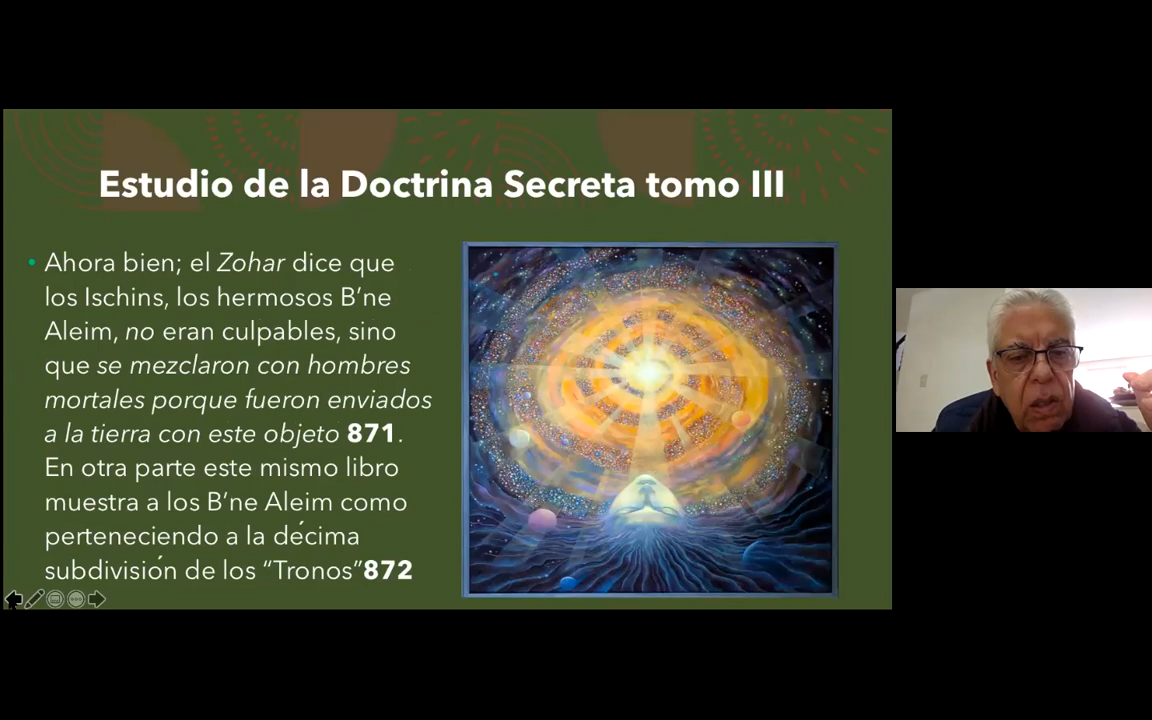 Estudio de la Doctrina Secreta tomo III
• Ahora bien; el Zohar dice que
los Ischins, los hermosos B’ne
Aleim, no eran culpables, sino
que se mezclaron con hombres
mortales porque fueron enviados
a la tierra con este objeto 871.
En otra parte este mismo libro
muestra a los B’ne Aleim como
perteneciendo a la décima
subdivisión de los “Tronos”872